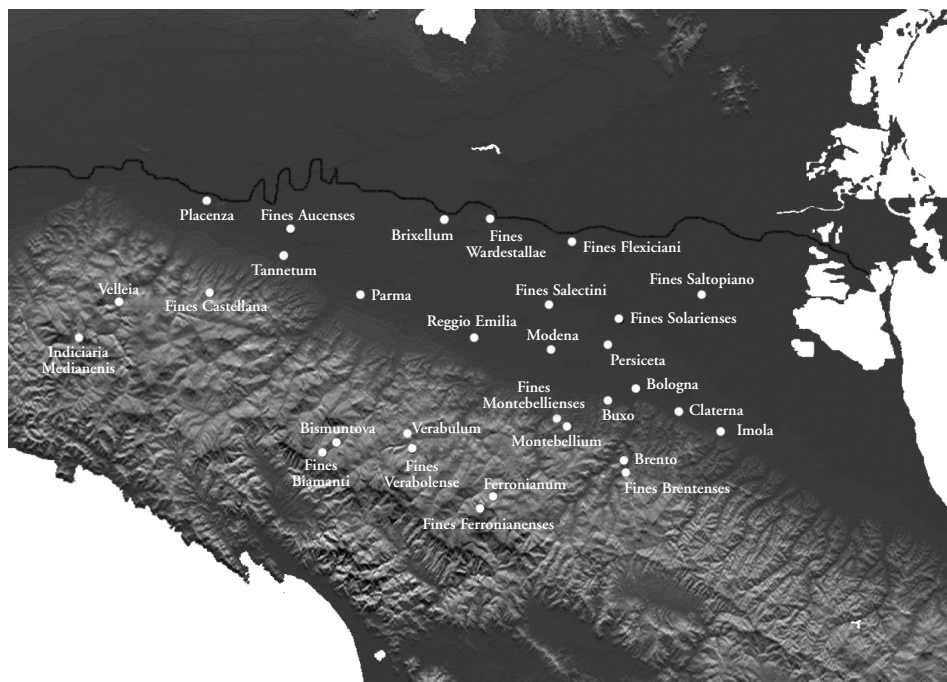 Placenza
Fines Aucenses
Brixellum
Fines
Wardestallae
Fines Flexiciani
Tannetum
Velleia
Fines Castellana
Parma
Fines Saltopiano
Fines Salectini
Fines Solarienses
Reggio Emilia
Modena
Persiceta
Indiciaria
Medianenis
Fines
Montebellienses
Bologna
Buxo
Claterna
Bismuntova
Verabulum
Montebellium
Imola
Fines
Biamanti
Fines
Verabolense
Brento
Ferronianum
Fines Brentenses
Fines Ferronianenses